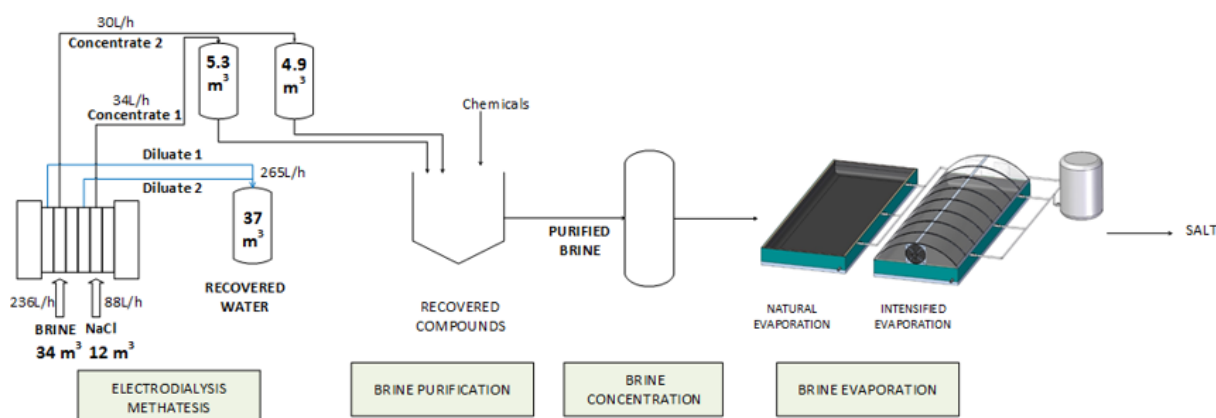 30L/h
Concentrate 2
5.3
m3
4.9
m3
34L/h
Concentrate 1
Chemicals
Diluate 1
265L/h
Diluate 2
37
m3
RECOVERED
WATER
236L/h
88L/h
BRINE
NaCl
34 m3
12 m3
RECOVERED
COMPOUNDS
PURIFIED
BRINE
NATURAL
EVAPORATION
INTENSIFIED
EVAPORATION
SALT
ELECTRODIALYSIS
METHATESIS
BRINE PURIFICATION
BRINE
CONCENTRATION
BRINE EVAPORATION